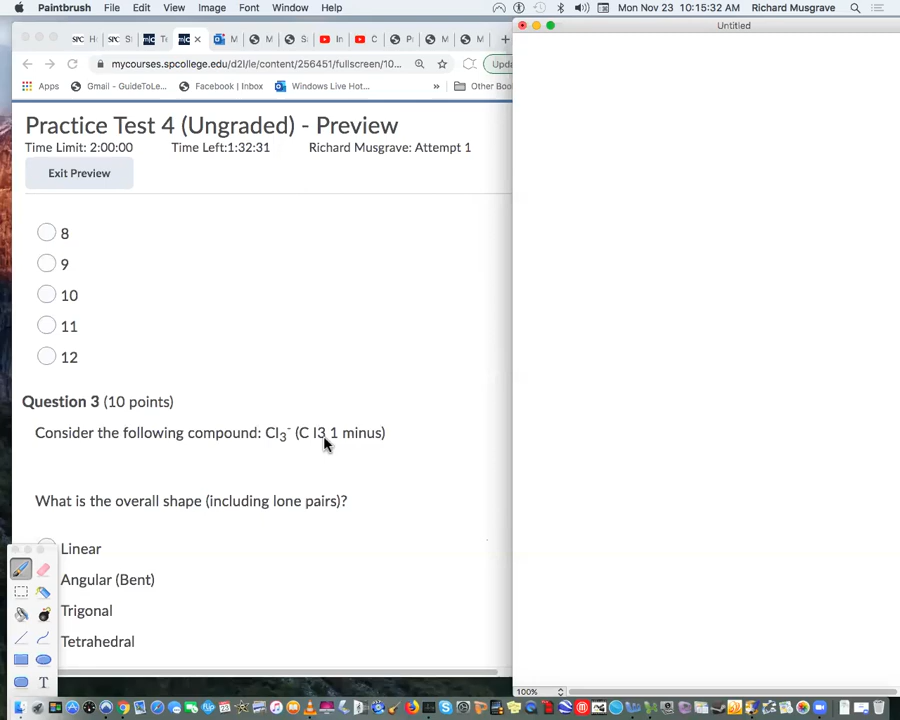 Paintbrush File Edit View Image Font Window Help Mon Nov 23 10:15:32 AM Richard Musgrave
Untitled
mycourses.spcollege.edu/d2l/le/content/256451/fullscreen/10...
Apps Gmail - GuideToLe... Facebook | Inbox Windows Live Hot... » Other Boo
Practice Test 4 (Ungraded) - Preview
Time Limit: 2:00:00 Time Left:1:32:31 Richard Musgrave: Attempt 1
Exit Preview
8
9
10
11
12
Question 3 (10 points)
Consider the following compound: CI₃⁻ (C I3 1 minus)
What is the overall shape (including lone pairs)?
Linear
Angular (Bent)
Trigonal
Tetrahedral
T
100%